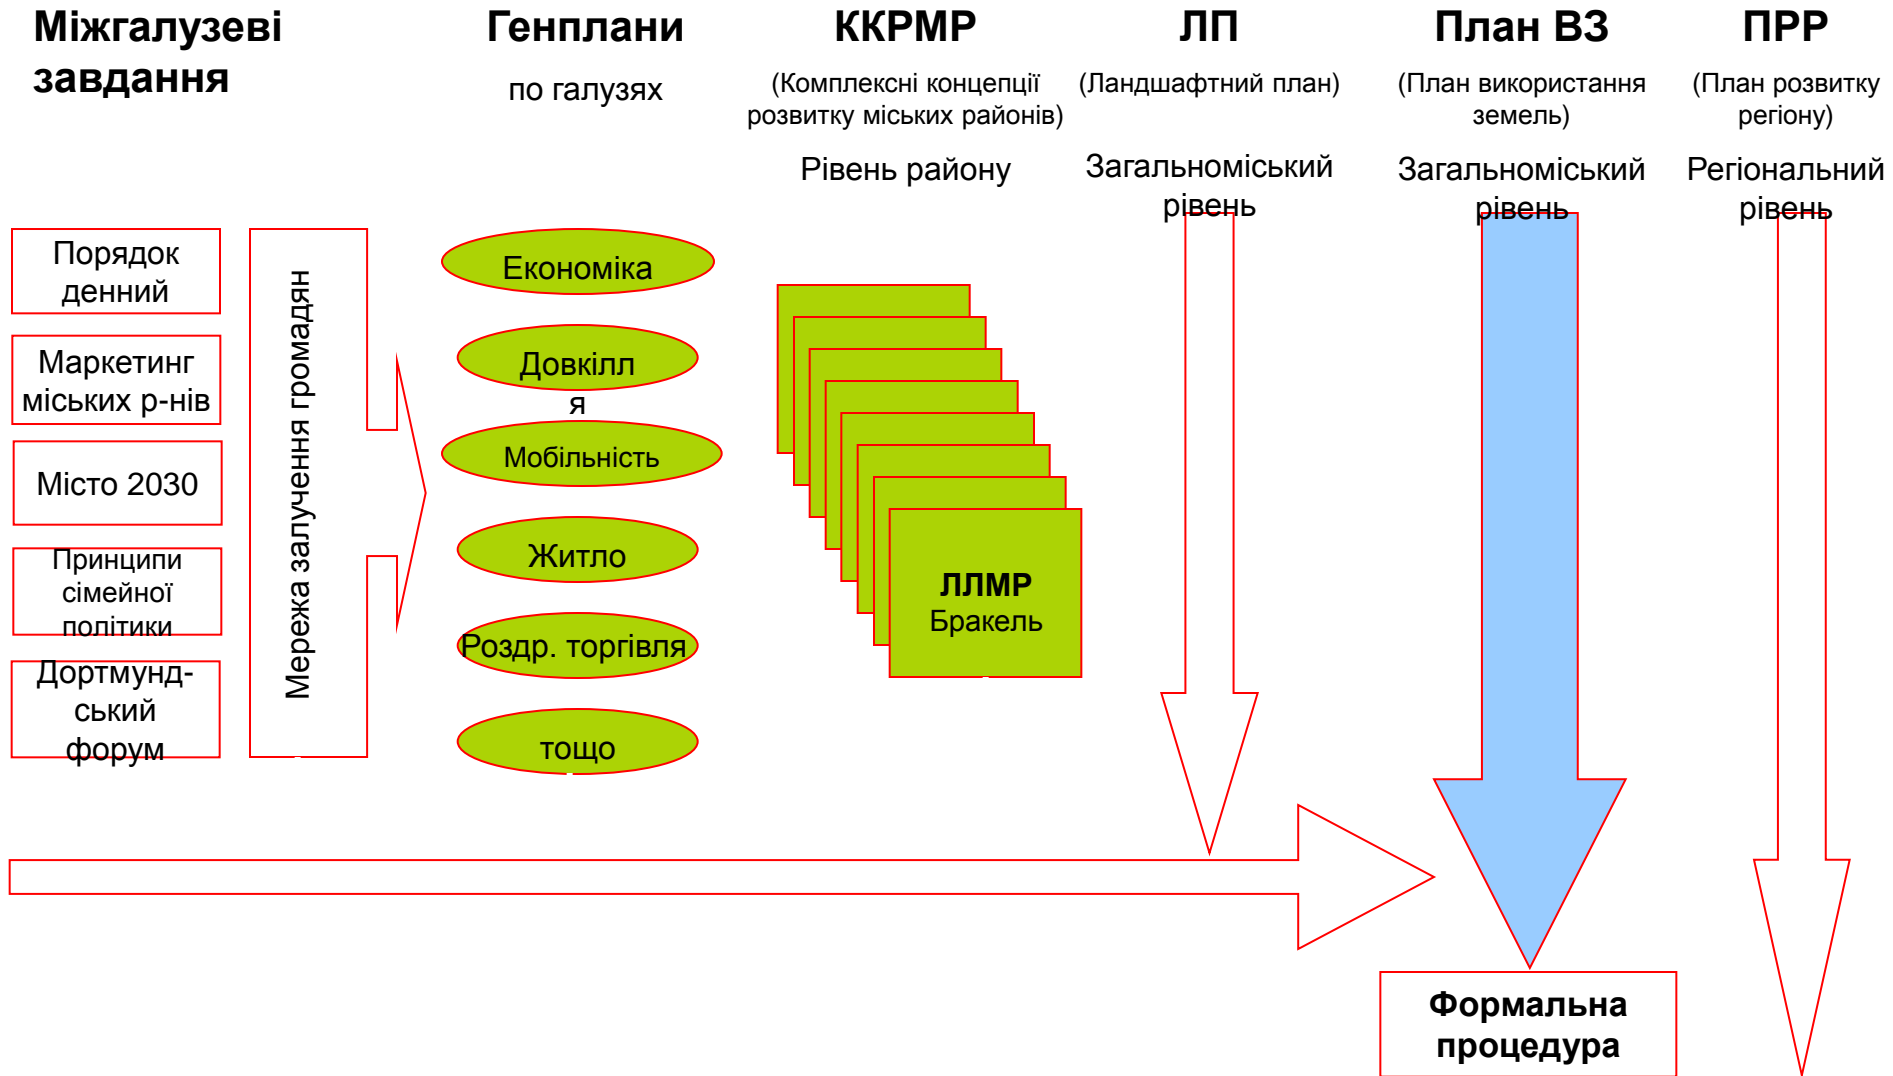 Міжгалузеві
завдання
Генплани
по галузях
ККРМР
(Комплексні концепції
розвитку міських районів)
Рівень району
ЛП
(Ландшафтний план)
Загальноміський
рівень
План ВЗ
(План використання
земель)
Загальноміський
рівень
ПРР
(План розвитку
регіону)
Регіональний
рівень
Порядок
денний
Маркетинг
міських р-нів
Місто 2030
Принципи
сімейної
політики
Дортмунд-
ський
форум
Мережа залучення громадян
Економіка
Довкілл
я
Мобільність
Житло
Роздр. торгівля
тощо
ЛЛМР
Бракель
Формальна
процедура